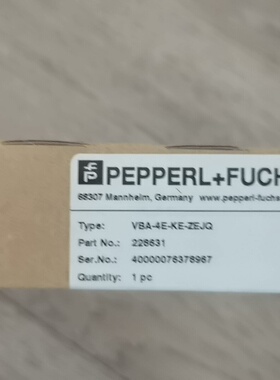 PEPPERL+FUCH
68307 Mannheim, Germany www.pepperl-fuchs
Type: VBA-4E-KE-ZEJQ
Part No.: 228631
Ser.No.: 40000076378967
Quantity: 1 pc